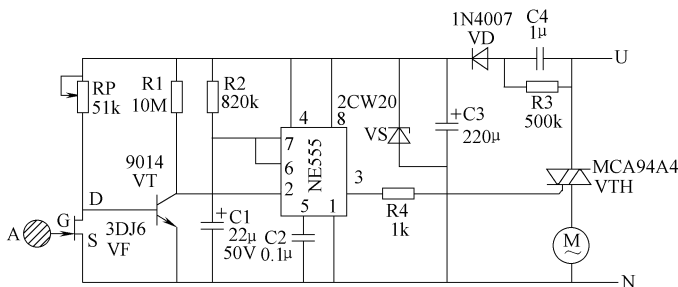 1N4007
VD
C4
1μ
U
RP
51k
R1
10M
R2
820k
R3
500k
4
8
2CW20
VS
+
C3
220μ
7
6
2
NE555
3
5
1
MCA94A4
VTH
9014
VT
D
G
S
A
3DJ6
VF
+
C1
22μ
50V
C2
0.1μ
R4
1k
M
~
N